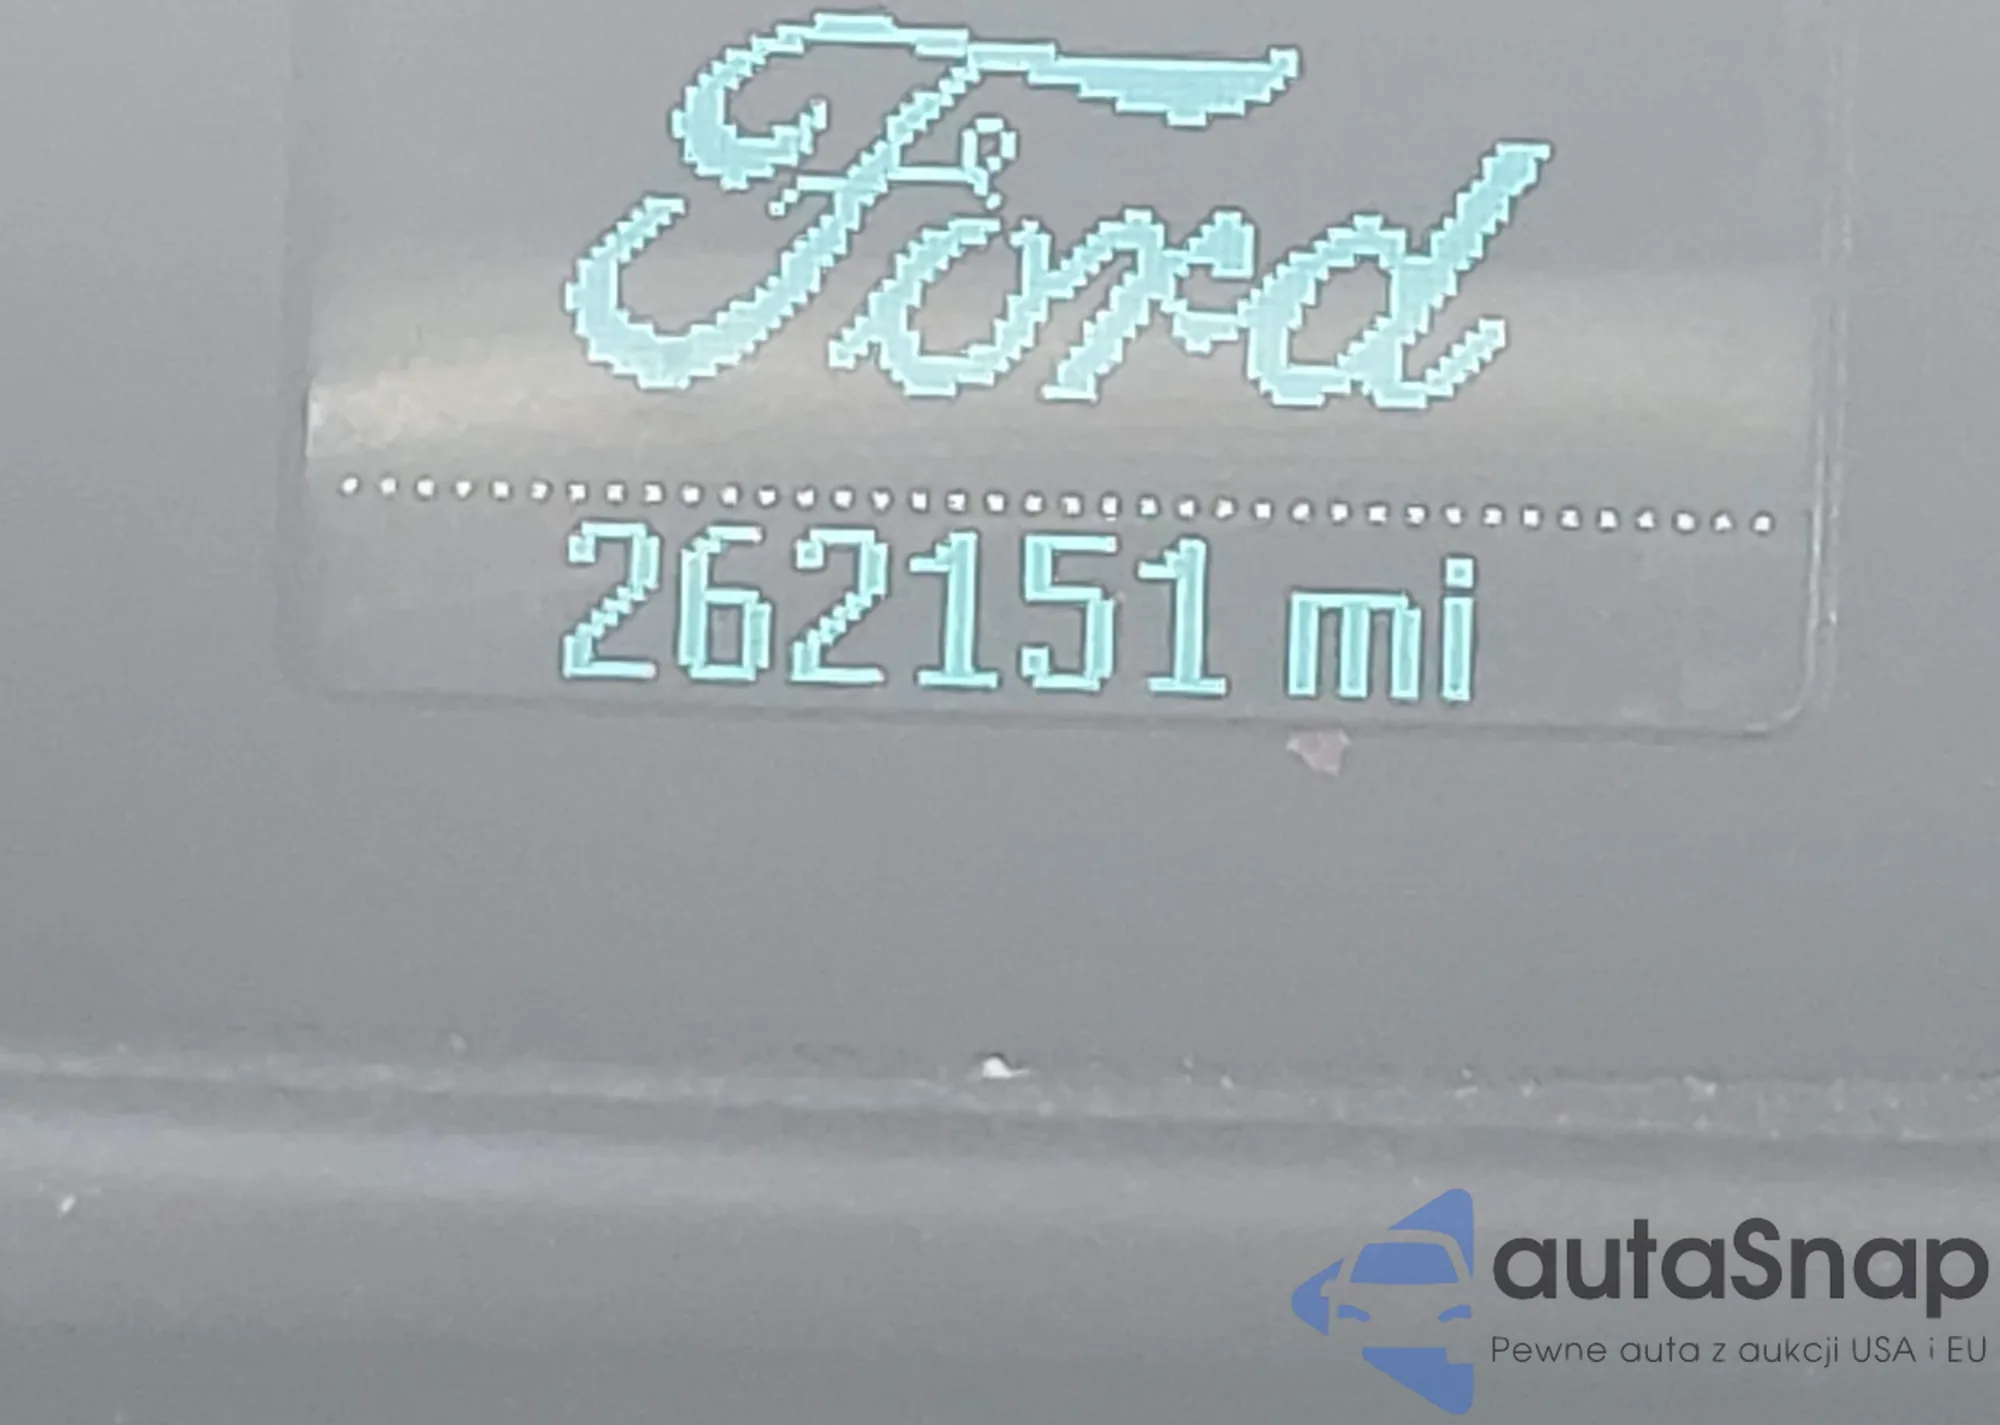 Ford
262151 mi
autaSnap
Pewne auta z aukcji USA i EU